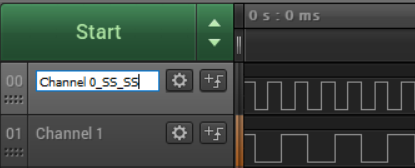 Start
0 s : 0 ms
00 Channel 0_SS_SS
01 Channel 1